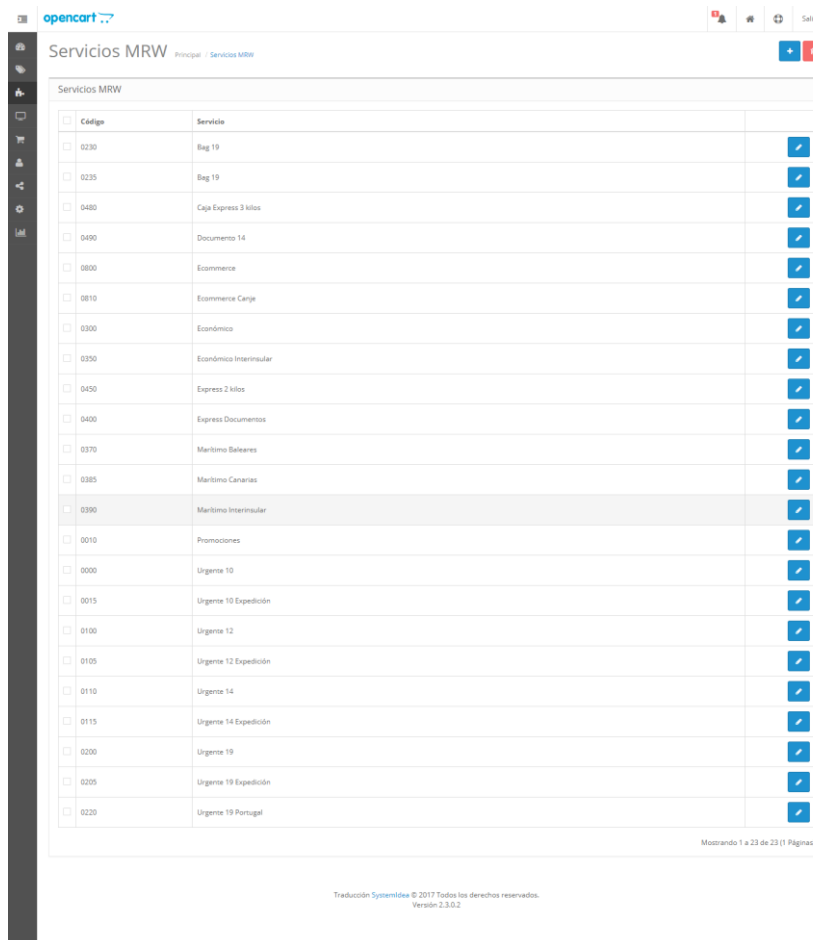 opencart
1
Servicios MRW Principal / Servicios MRW
Servicios MRW
Código Servicio
0230 Bag 19
0235 Bag 19
0480 Caja Express 3 kilos
0490 Documento 14
0800 Ecommerce
0810 Ecommerce Canje
0300 Económico
0350 Económico Interinsular
0450 Express 2 kilos
0400 Express Documentos
0370 Marítimo Baleares
0385 Marítimo Canarias
0390 Marítimo Interinsular
0010 Promociones
0000 Urgente 10
0015 Urgente 10 Expedición
0100 Urgente 12
0105 Urgente 12 Expedición
0110 Urgente 14
0115 Urgente 14 Expedición
0200 Urgente 19
0205 Urgente 19 Expedición
0220 Urgente 19 Portugal
Mostrando 1 a 23 de 23 (1 Páginas
Traducción SystemIdea © 2017 Todos los derechos reservados.
Versión 2.3.0.2